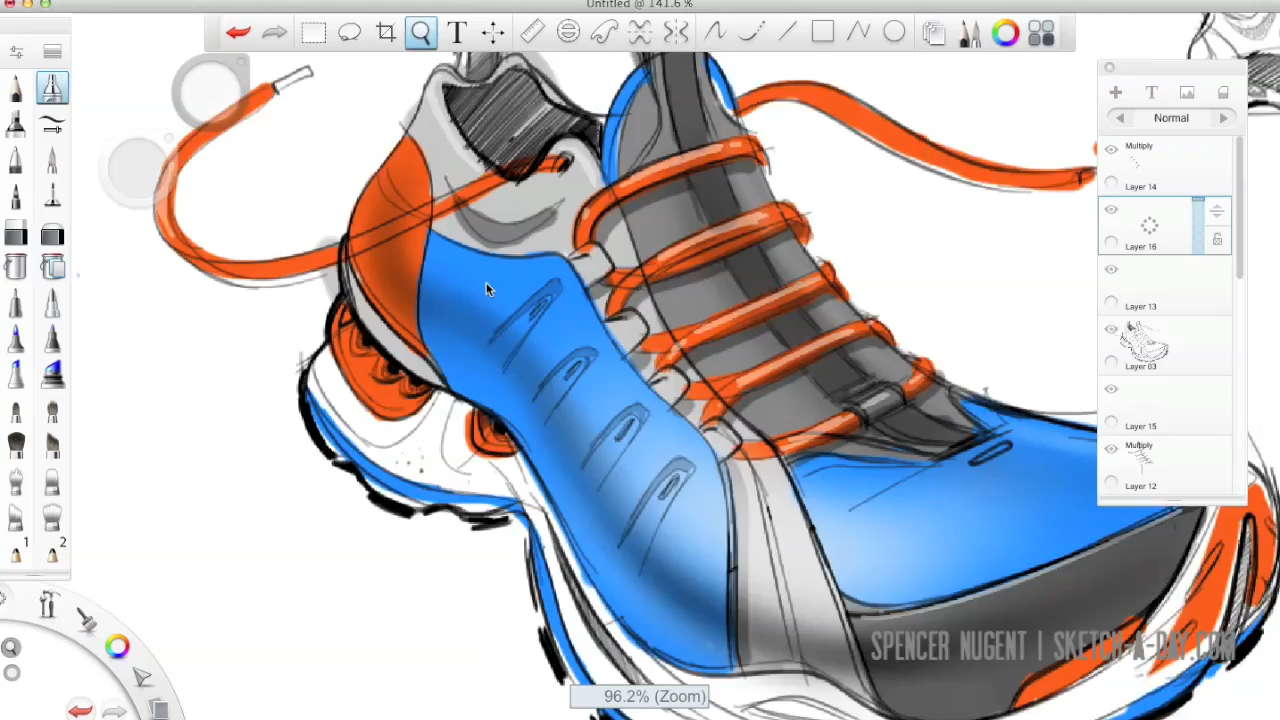 Untitled @ 141.6 %
T
T
Normal
Multiply
Layer 14
Layer 16
Layer 13
Layer 03
Layer 15
Multiply
Layer 12
1 2
SPENCER NUGENT | SKETCH-A-DAY.COM
96.2% (Zoom)